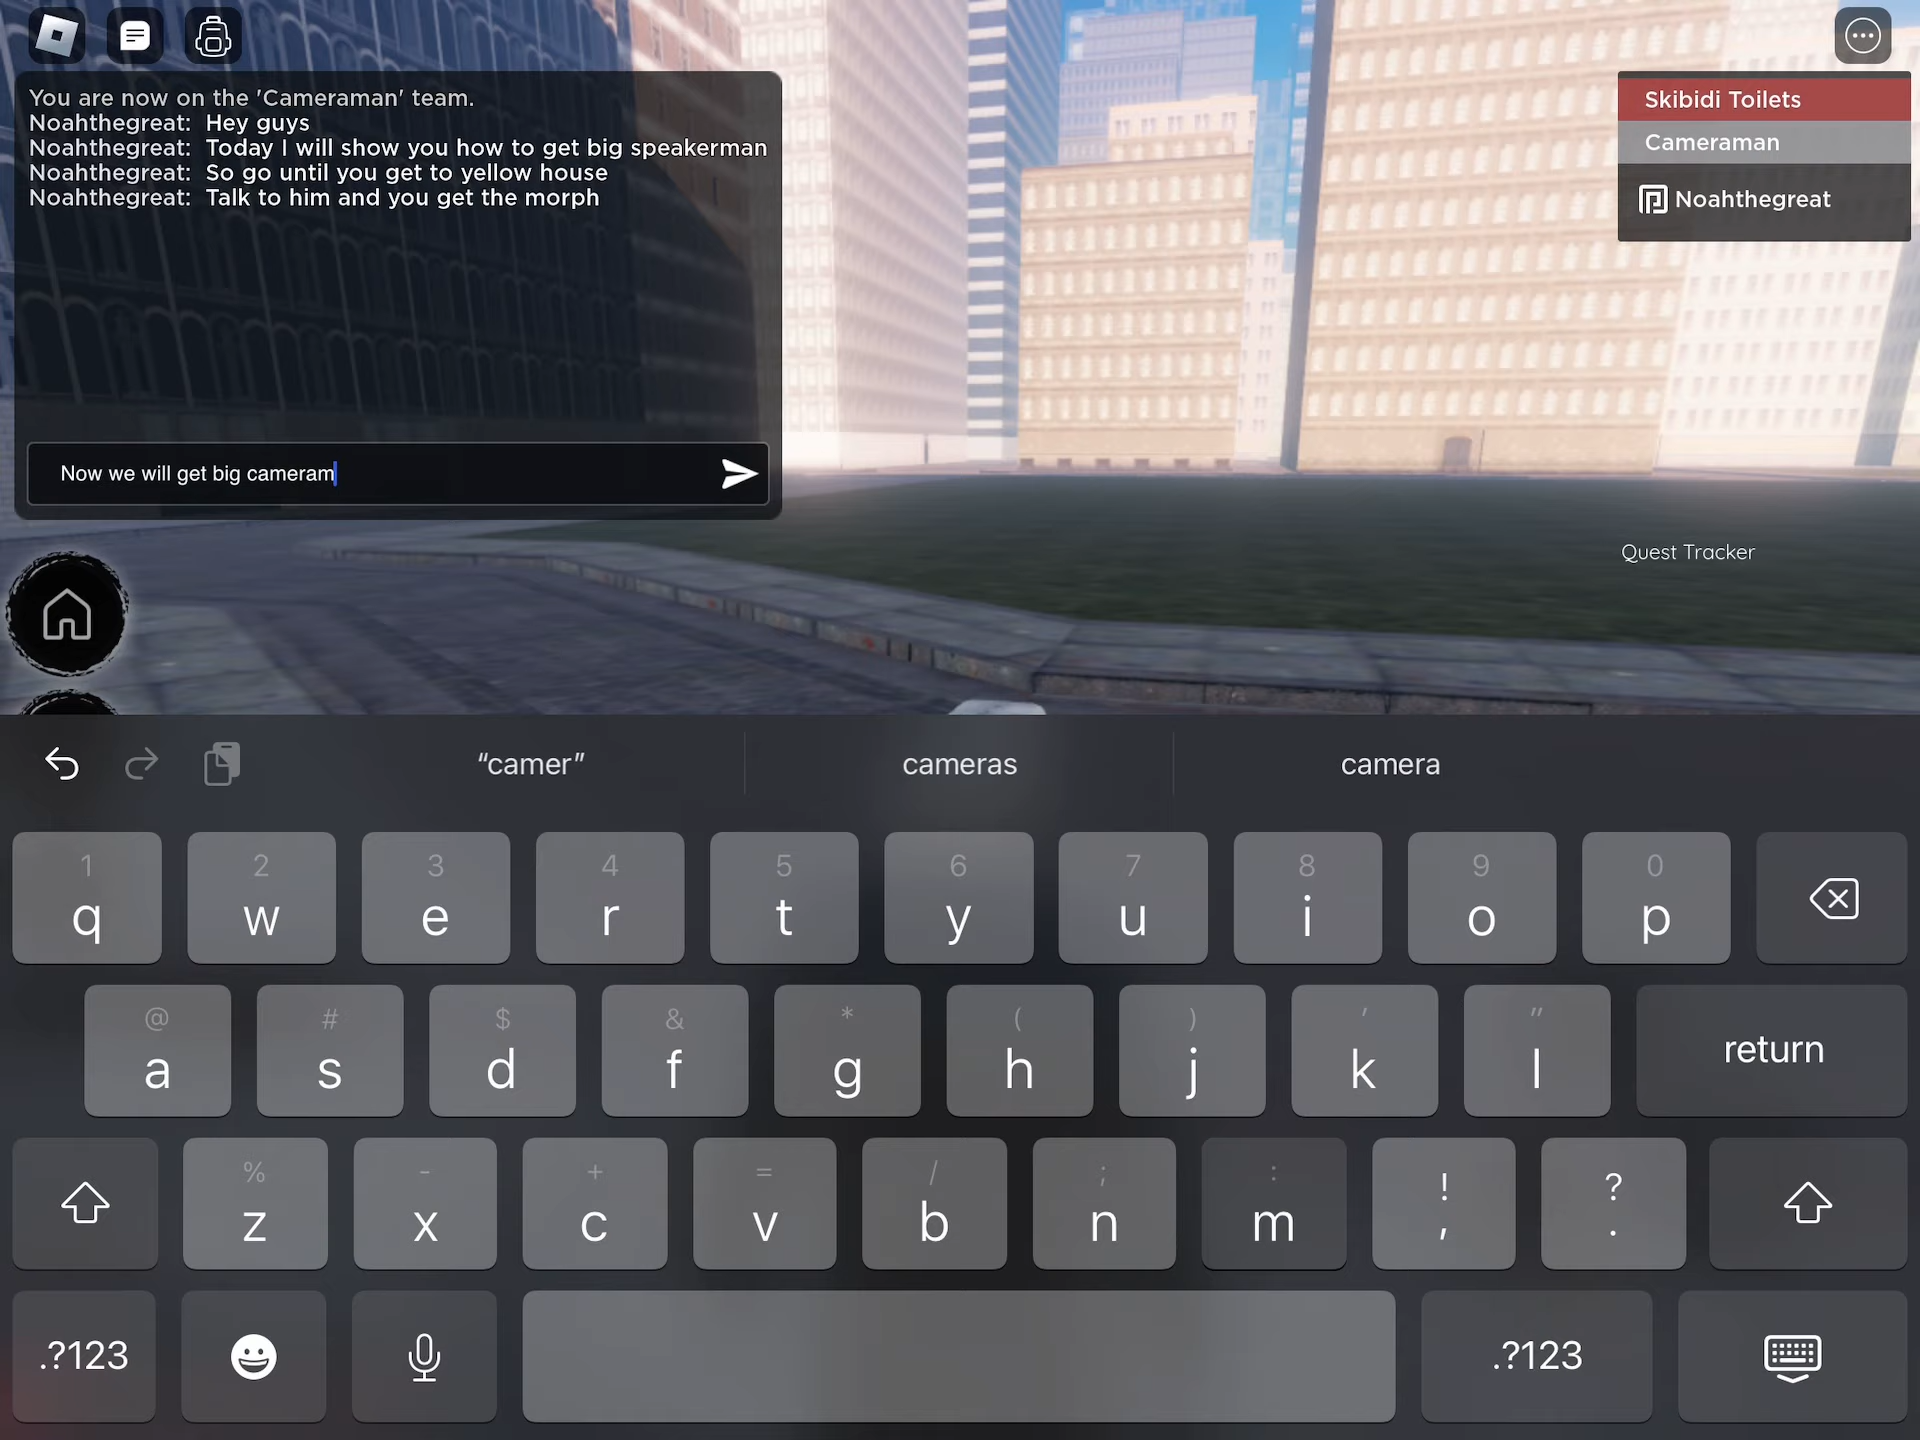 You are now on the 'Cameraman' team.
Noahthegreat: Hey guys
Noahthegreat: Today I will show you how to get big speakerman
Noahthegreat: So go until you get to yellow house
Noahthegreat: Talk to him and you get the morph
Now we will get big cameram
Skibidi Toilets
Cameraman
Noahthegreat
Quest Tracker
“camer” cameras camera
1 2 3 4 5 6 7 8 9 0
q w e r t y u i o p
@ # $ & * ( ) ' "
a s d f g h j k l return
% - + = / ; : ! ?
z x c v b n m , .
.?123 .?123